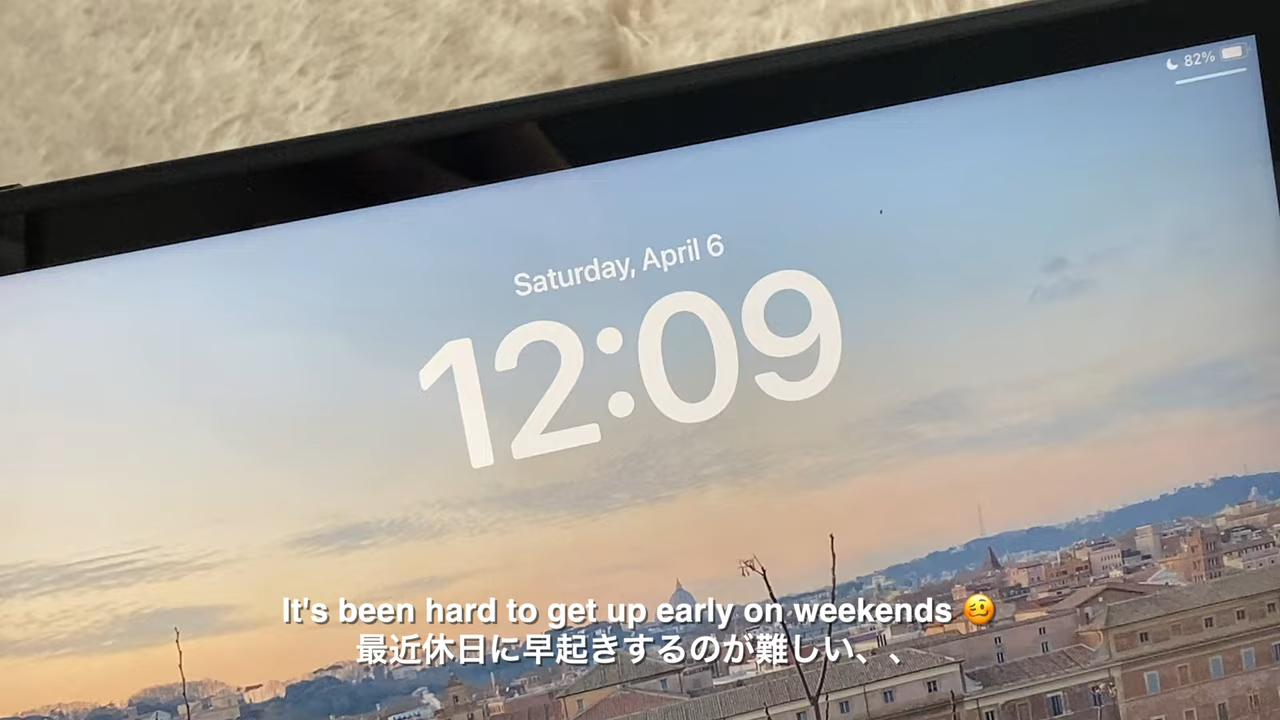 82%
Saturday, April 6
12:09
It's been hard to get up early on weekends 🥴
最近休日に早起きするのが難しい、、